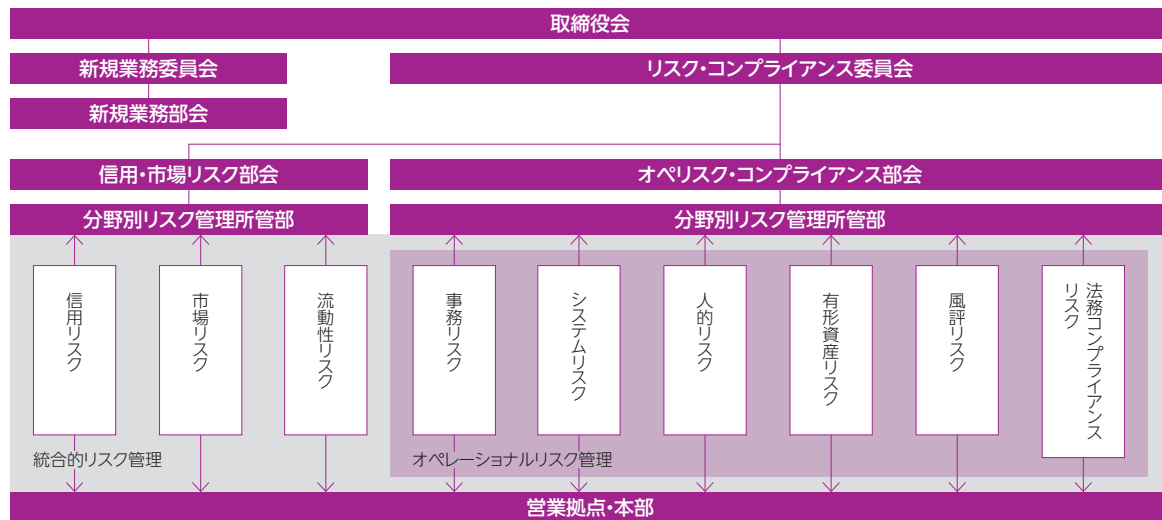 取締役会
新規業務委員会
リスク・コンプライアンス委員会
新規業務部会
信用・市場リスク部会
オペリスク・コンプライアンス部会
分野別リスク管理所管部
分野別リスク管理所管部
信用リスク
市場リスク
流動性リスク
事務リスク
システムリスク
人的リスク
有形資産リスク
風評リスク
法務コンプライアンス
リスク
統合的リスク管理
オペレーショナルリスク管理
営業拠点・本部